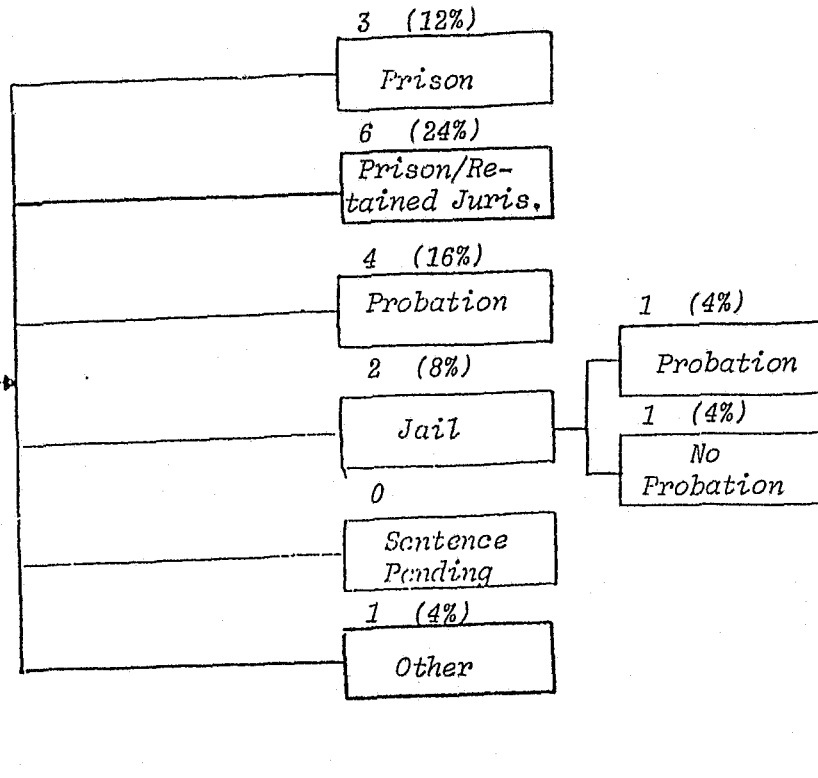 3 (12%)
Prison
6 (24%)
Prison/Re-
tained Juris.
4 (16%)
Probation
2 (8%)
Jail
1 (4%)
Probation
1 (4%)
No
Probation
0
Sentence
Pending
1 (4%)
Other